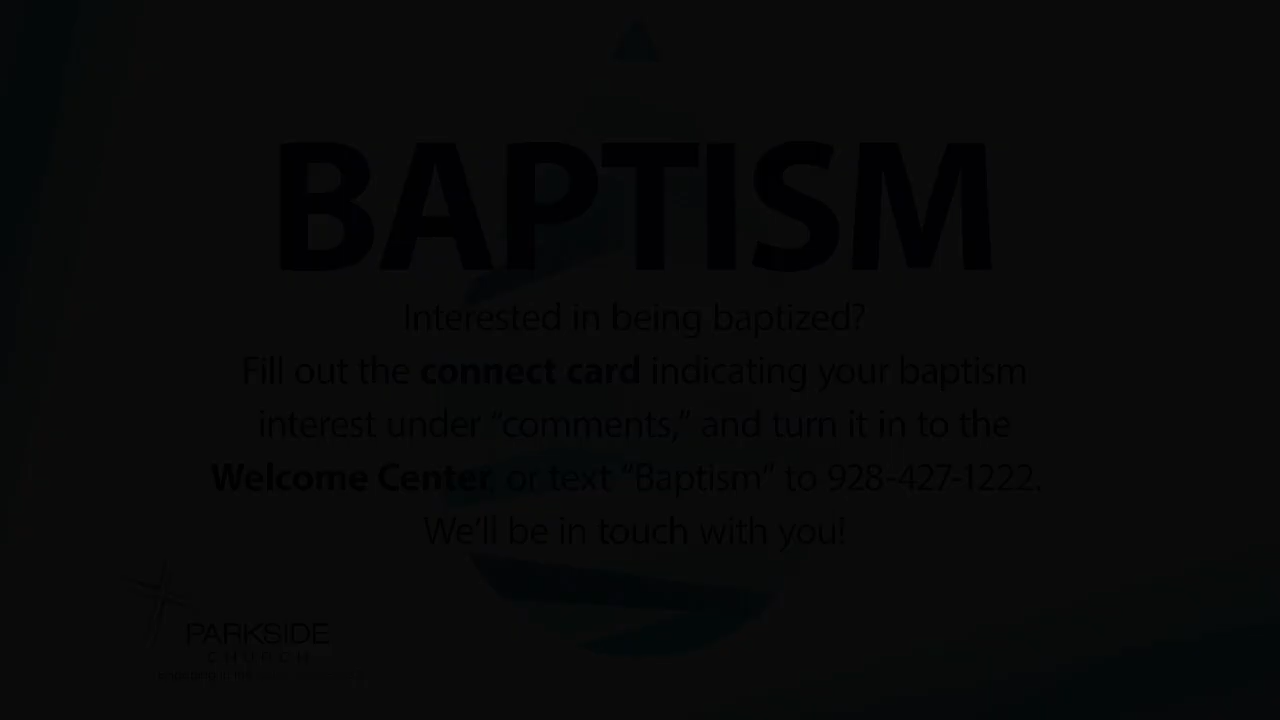 BAPTISM
Interested in being baptized?
Fill out the connect card indicating your baptism
interest under “comments,” and turn it in to the
Welcome Center, or text “Baptism” to 928-427-1222.
We’ll be in touch with you!
PARKSIDE
CHURCH